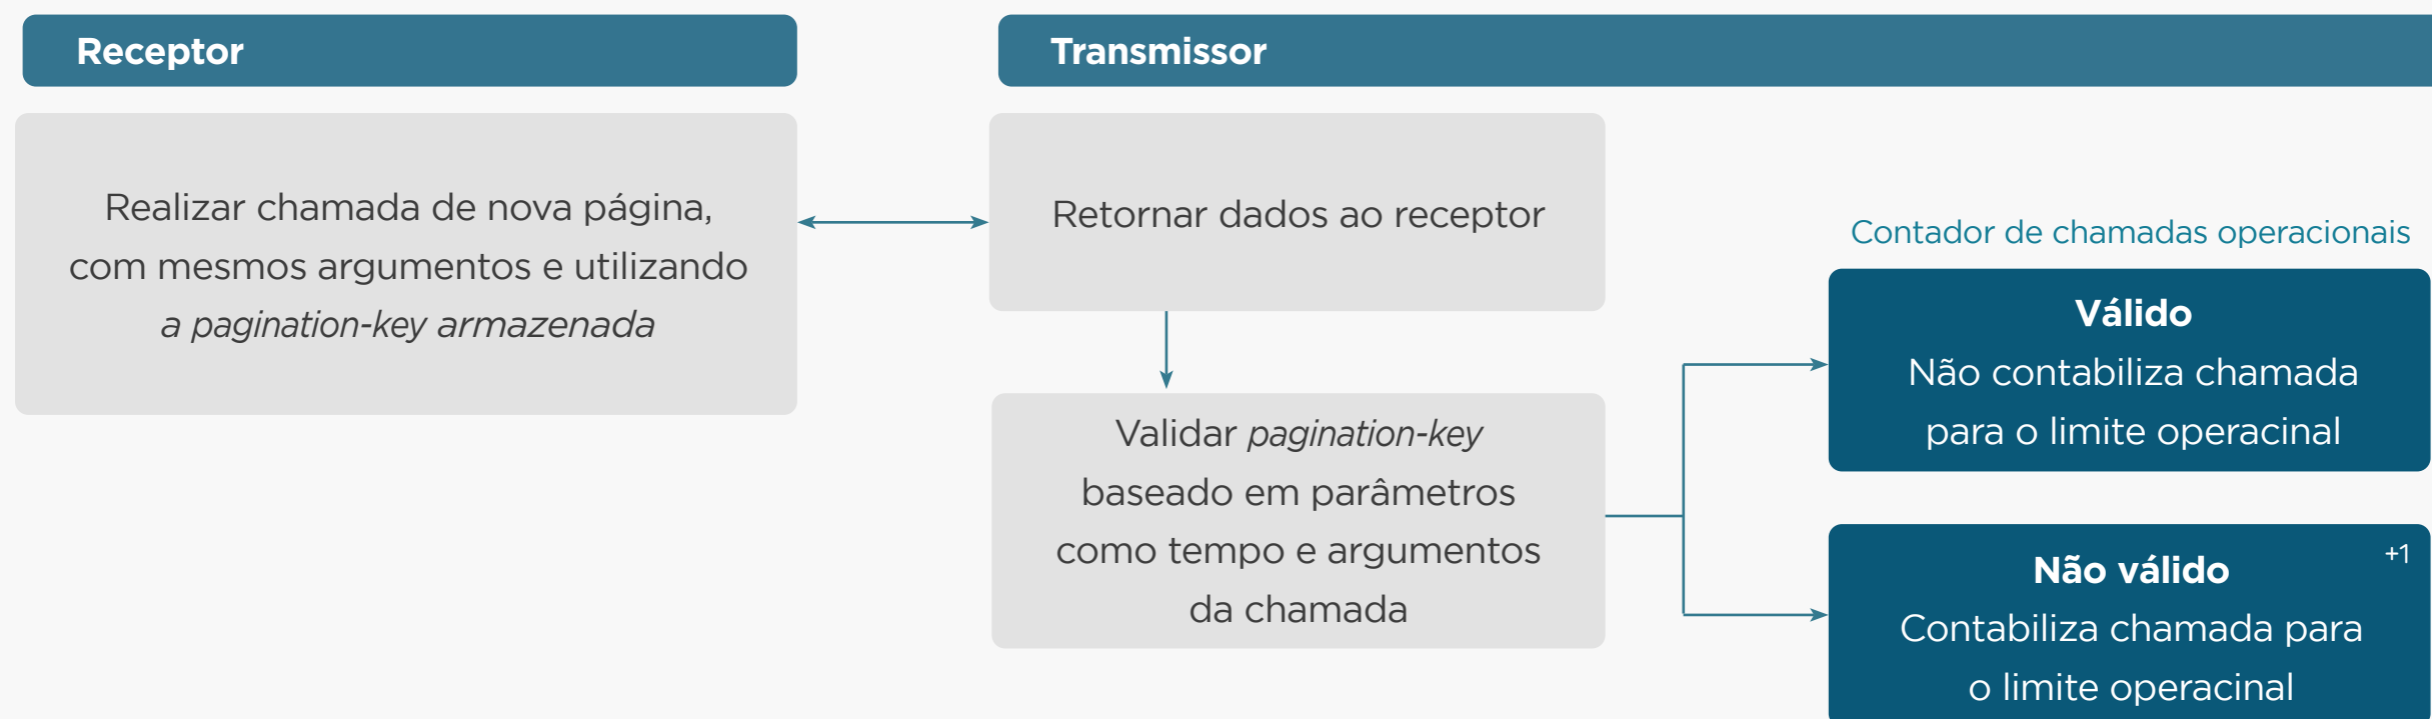 Receptor
Transmissor
Realizar chamada de nova página,
com mesmos argumentos e utilizando
a pagination-key armazenada
Retornar dados ao receptor
Validar pagination-key
baseado em parâmetros
como tempo e argumentos
da chamada
Contador de chamadas operacionais
Válido
Não contabiliza chamada
para o limite operacinal
Não válido
+1
Contabiliza chamada para
o limite operacinal